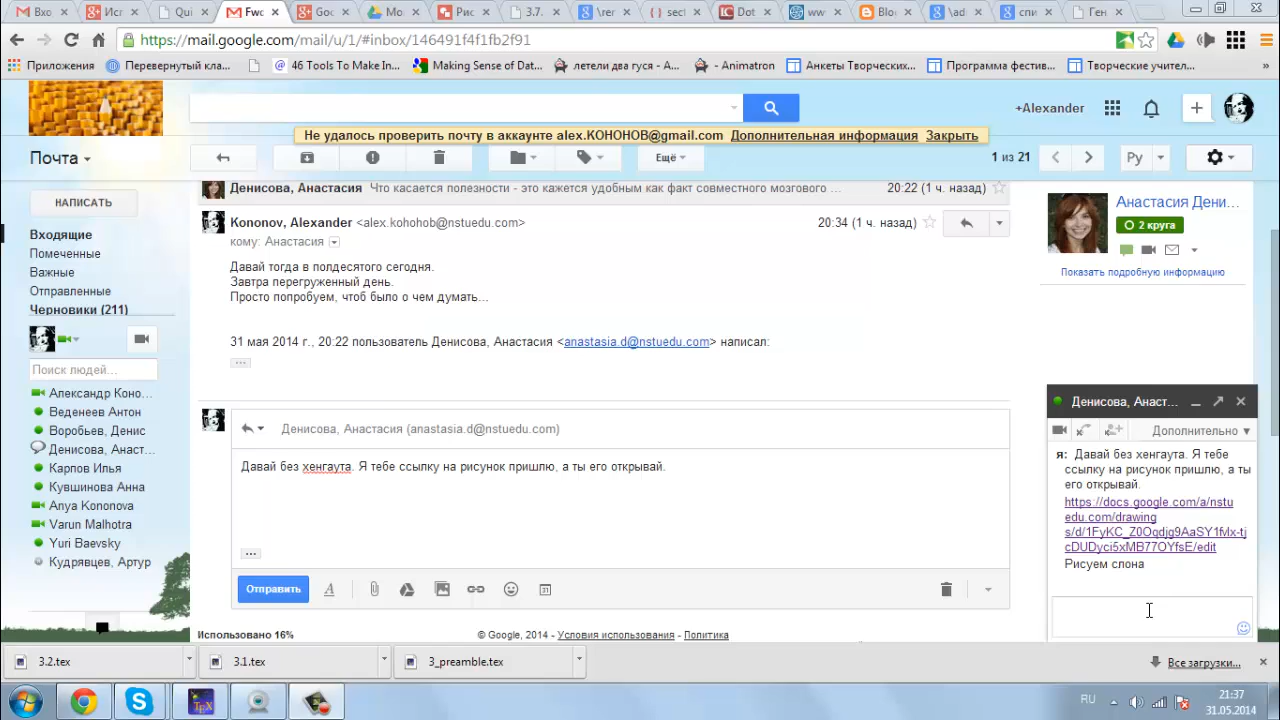 Вхо
Исг
Qui
Fwc
Goo
Мо
Рис
3.7.
\rer
sect
Dot
ww
Blo
\ad
спи
Ген
https://mail.google.com/mail/u/1/#inbox/146491f4f1fb2f91
Приложения
Перевернутый кла...
46 Tools To Make In...
Making Sense of Dat...
летели два гуся - А...
- Animatron
Анкеты Творческих...
Программа фестив...
Творческие учител...
»
+Alexander
Не удалось проверить почту в аккаунте alex.KOHOHOB@gmail.com Дополнительная информация Закрыть
Почта
Ещё
1 из 21
Ру
НАПИСАТЬ
Входящие
Помеченные
Важные
Отправленные
Черновики (211)
Поиск людей...
Александр Коно...
Веденеев Антон
Воробьев, Денис
Денисова, Анаст...
Карпов Илья
Кувшинова Анна
Anya Kononova
Varun Malhotra
Yuri Baevsky
Кудрявцев, Артур
Денисова, Анастасия Что касается полезности - это кажется удобным как факт совместного мозгового ... 20:22 (1 ч. назад)
Kononov, Alexander <alex.kohohob@nstuedu.com> 20:34 (1 ч. назад)
кому: Анастасия
Давай тогда в полдесятого сегодня.
Завтра перегруженный день.
Просто попробуем, чтоб было о чем думать...
31 мая 2014 г., 20:22 пользователь Денисова, Анастасия <anastasia.d@nstuedu.com> написал:
...
Денисова, Анастасия (anastasia.d@nstuedu.com)
Давай без хенгаута. Я тебе ссылку на рисунок пришлю, а ты его открывай.
...
Отправить
31
Использовано 16%
© Google, 2014 - Условия использования - Политика
Анастасия Дени...
2 круга
Показать подробную информацию
Денисова, Анаст...
Дополнительно
я: Давай без хенгаута. Я тебе
ссылку на рисунок пришлю, а ты
его открывай.
https://docs.google.com/a/nstu
edu.com/drawing
s/d/1FyKC_Z0Oqdjg9AaSY1fMx-tj
cDUDyci5xMB77OYfsE/edit
Рисуем слона
3.2.tex
3.1.tex
3_preamble.tex
Все загрузки...
TEX
RU
21:37
31.05.2014